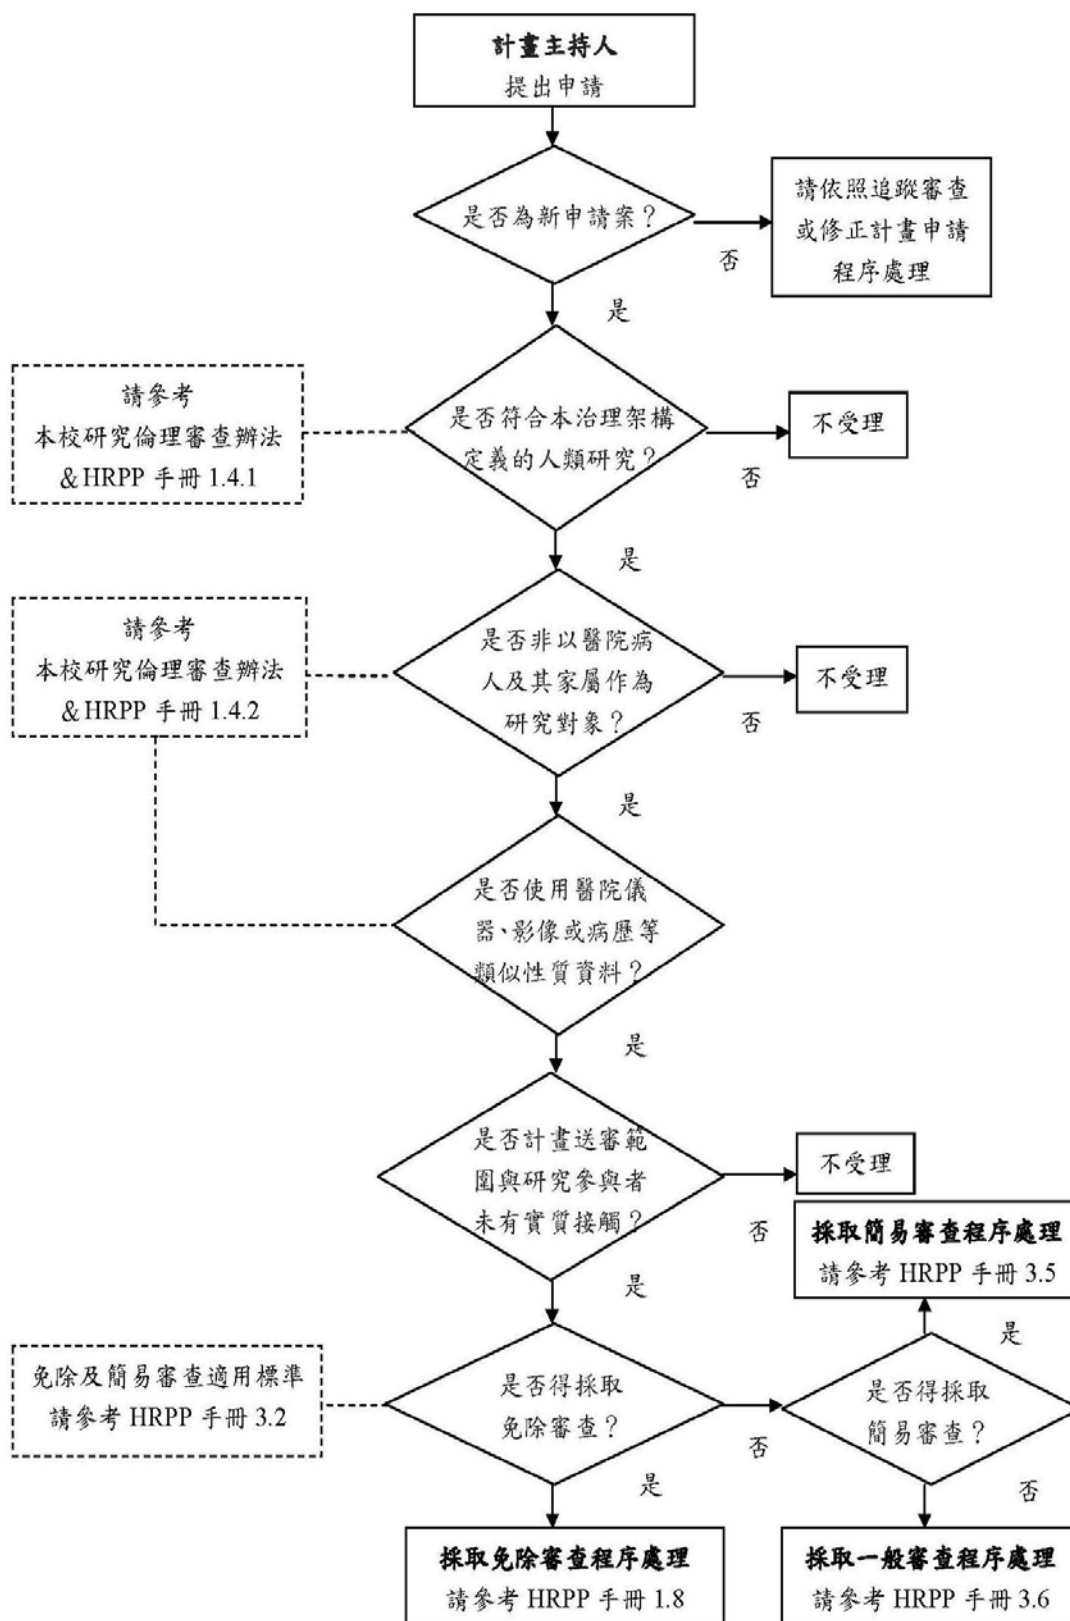 計畫主持人
提出申請
是否為新申請案？
否
請依照追蹤審查
或修正計畫申請
程序處理
是
請參考
本校研究倫理審查辦法
&HRPP 手冊 1.4.1
是否符合本治理架構
定義的人類研究？
否
不受理
是
請參考
本校研究倫理審查辦法
&HRPP 手冊 1.4.2
是否非以醫院病
人及其家屬作為
研究對象？
否
不受理
是
是否使用醫院儀
器、影像或病歷等
類似性質資料？
是
是否計畫送審範
圍與研究參與者
未有實質接觸？
否
不受理
是
採取簡易審查程序處理
請參考 HRPP 手冊 3.5
是
免除及簡易審查適用標準
請參考 HRPP 手冊 3.2
是否得採取
免除審查？
否
是否得採取
簡易審查？
是
否
採取免除審查程序處理
請參考 HRPP 手冊 1.8
採取一般審查程序處理
請參考 HRPP 手冊 3.6